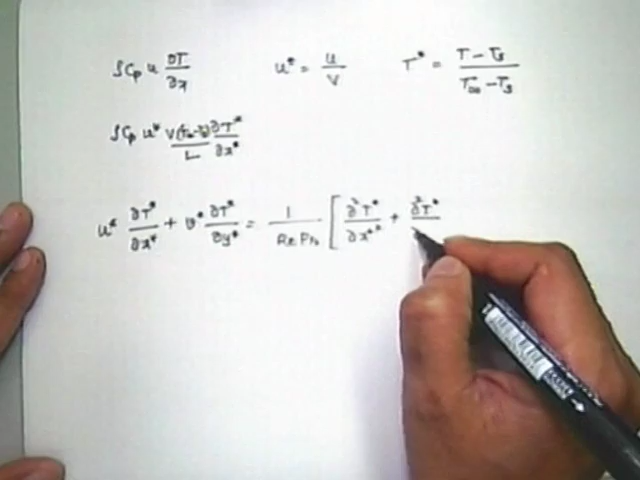 ρCp u ∂T/∂x    u* = u/V    T* = (T − Ts)/(T∞ − Ts)
ρCp u* V(T∞−Ts)/L ∂T*/∂x*
u* ∂T*/∂x* + v* ∂T*/∂y* = 1/(Re Pr) [ ∂²T*/∂x*² + ∂²T*/